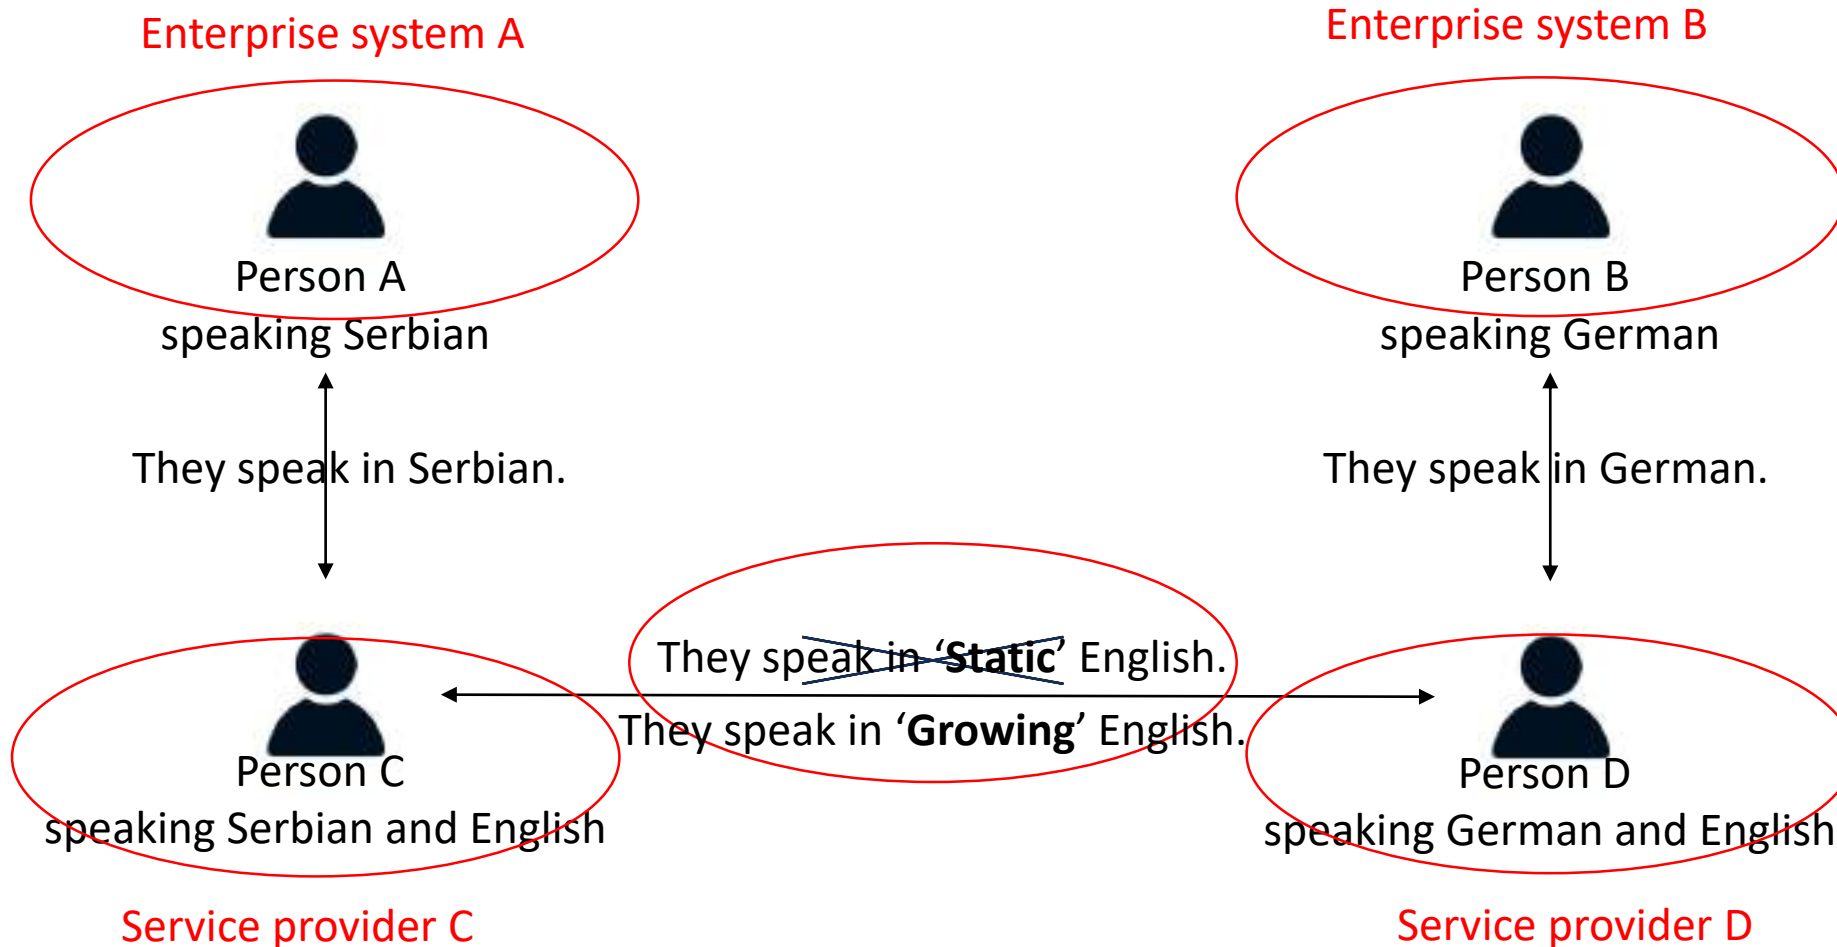 Enterprise system A
Enterprise system B
Person A
speaking Serbian
Person B
speaking German
They speak in Serbian.
They speak in German.
They speak in ‘Static’ English.
They speak in ‘Growing’ English.
Person C
speaking Serbian and English
Person D
speaking German and English
Service provider C
Service provider D